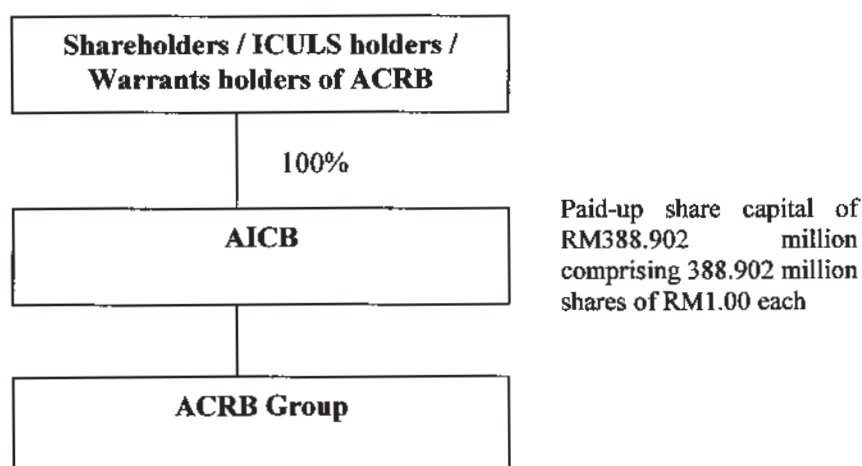 Shareholders / ICULS holders /
Warrants holders of ACRB
100%
AICB
Paid-up share capital of
RM388.902 million
comprising 388.902 million
shares of RM1.00 each
ACRB Group